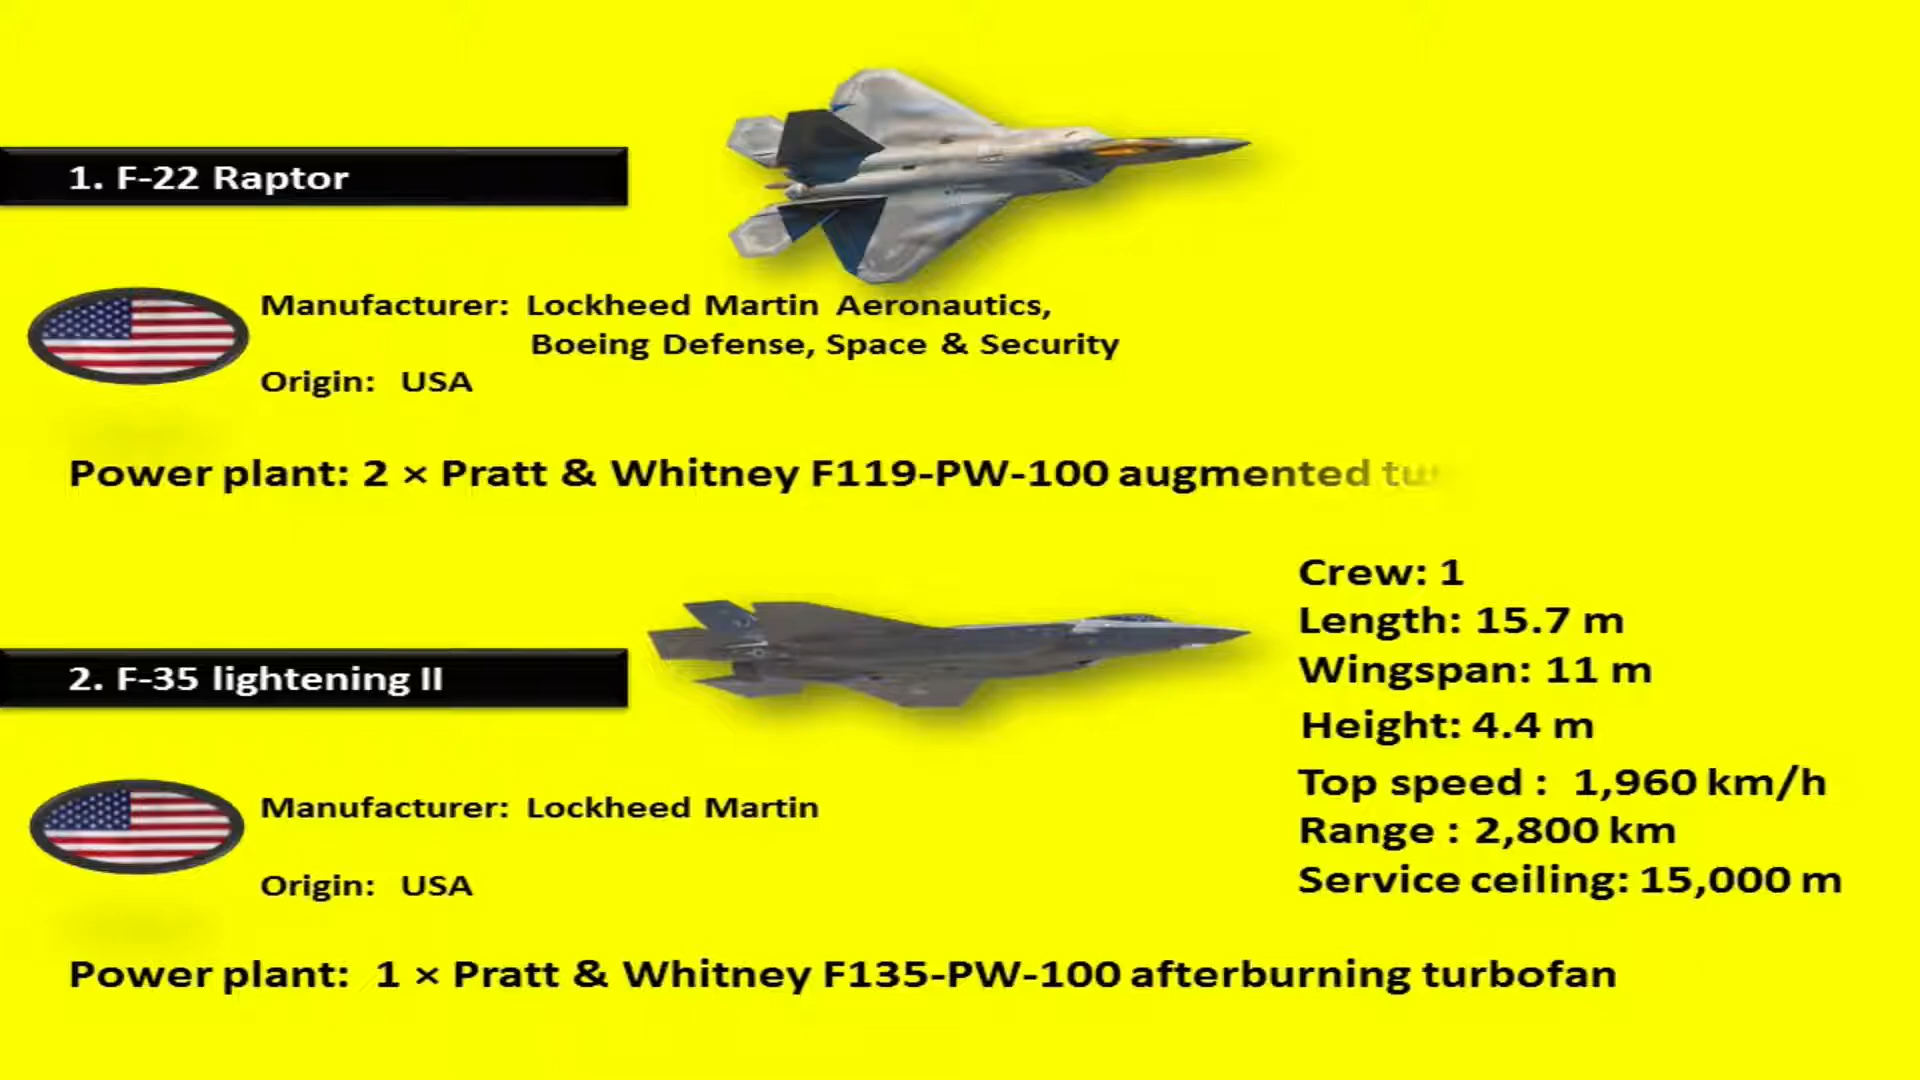 1. F-22 Raptor
Manufacturer: Lockheed Martin Aeronautics,
Boeing Defense, Space & Security
Origin: USA
Power plant: 2 × Pratt & Whitney F119-PW-100 augmented
2. F-35 lightening II
Manufacturer: Lockheed Martin
Origin: USA
Power plant: 1 × Pratt & Whitney F135-PW-100 afterburning turbofan
Crew: 1
Length: 15.7 m
Wingspan: 11 m
Height: 4.4 m
Top speed : 1,960 km/h
Range : 2,800 km
Service ceiling: 15,000 m